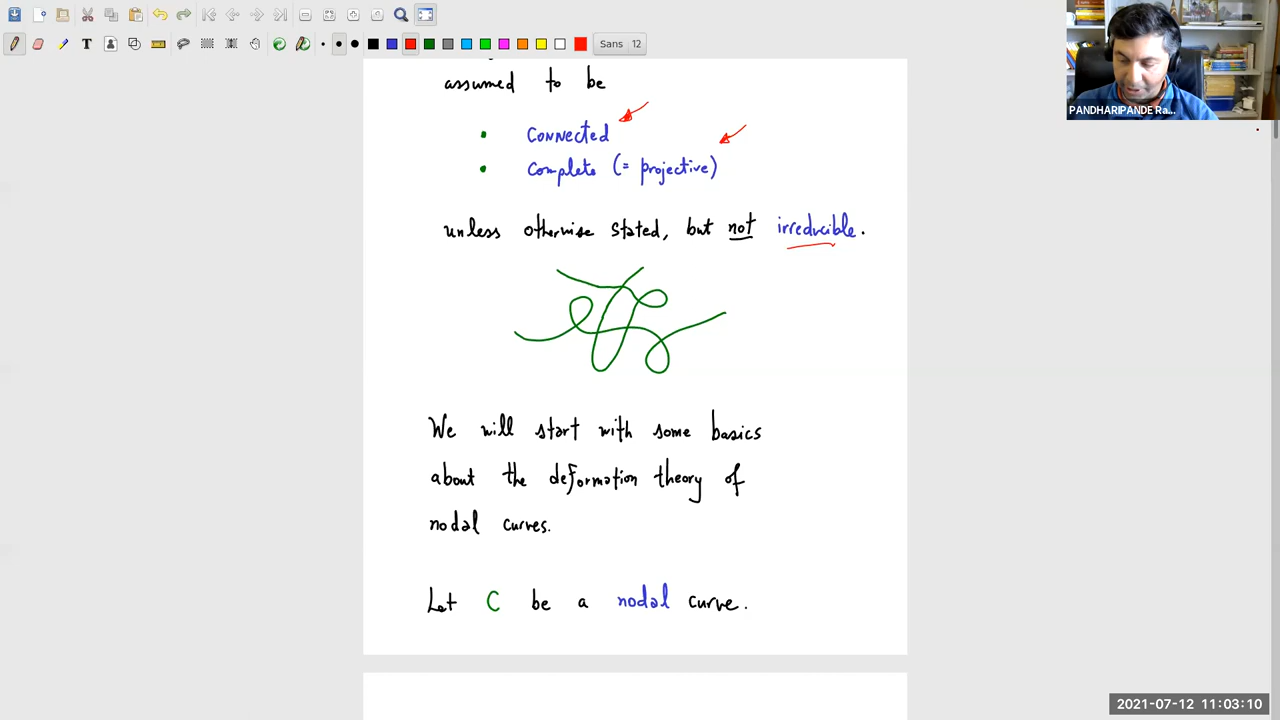 Sans 12
PANDHARIPANDE Ra...
assumed to be
• Connected
• Complete (= projective)
unless otherwise stated, but not irreducible.
We will start with some basics
about the deformation theory of
nodal curves.
Let C be a nodal curve.
2021-07-12 11:03:10